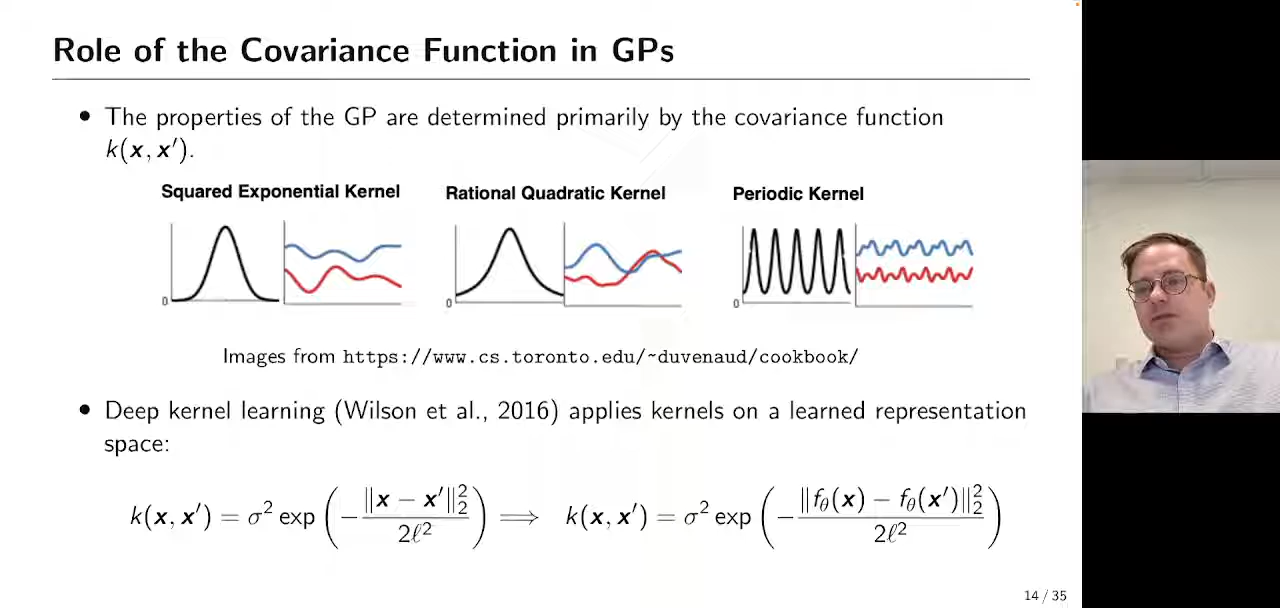 Role of the Covariance Function in GPs
• The properties of the GP are determined primarily by the covariance function
k(x, x′).
Squared Exponential Kernel Rational Quadratic Kernel Periodic Kernel
0 0 0
Images from https://www.cs.toronto.edu/~duvenaud/cookbook/
• Deep kernel learning (Wilson et al., 2016) applies kernels on a learned representation
space:
k(x, x′) = σ² exp(−‖x − x′‖₂² / 2ℓ²) ⟹ k(x, x′) = σ² exp(−‖f_θ(x) − f_θ(x′)‖₂² / 2ℓ²)
14 / 35